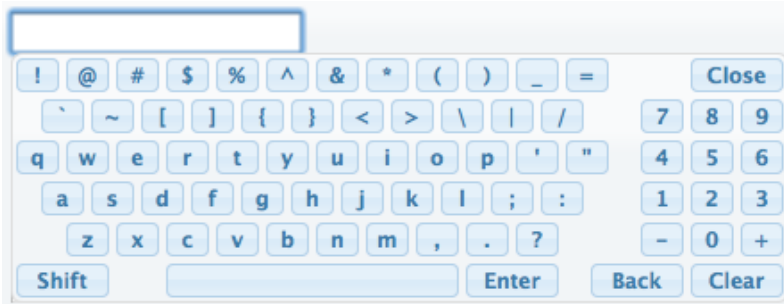 ! @ # $ % ^ & * ( ) _ = Close
` ~ [ ] { } < > \ | / 7 8 9
q w e r t y u i o p ' " 4 5 6
a s d f g h j k l ; : 1 2 3
z x c v b n m , . ? - 0 +
Shift Enter Back Clear